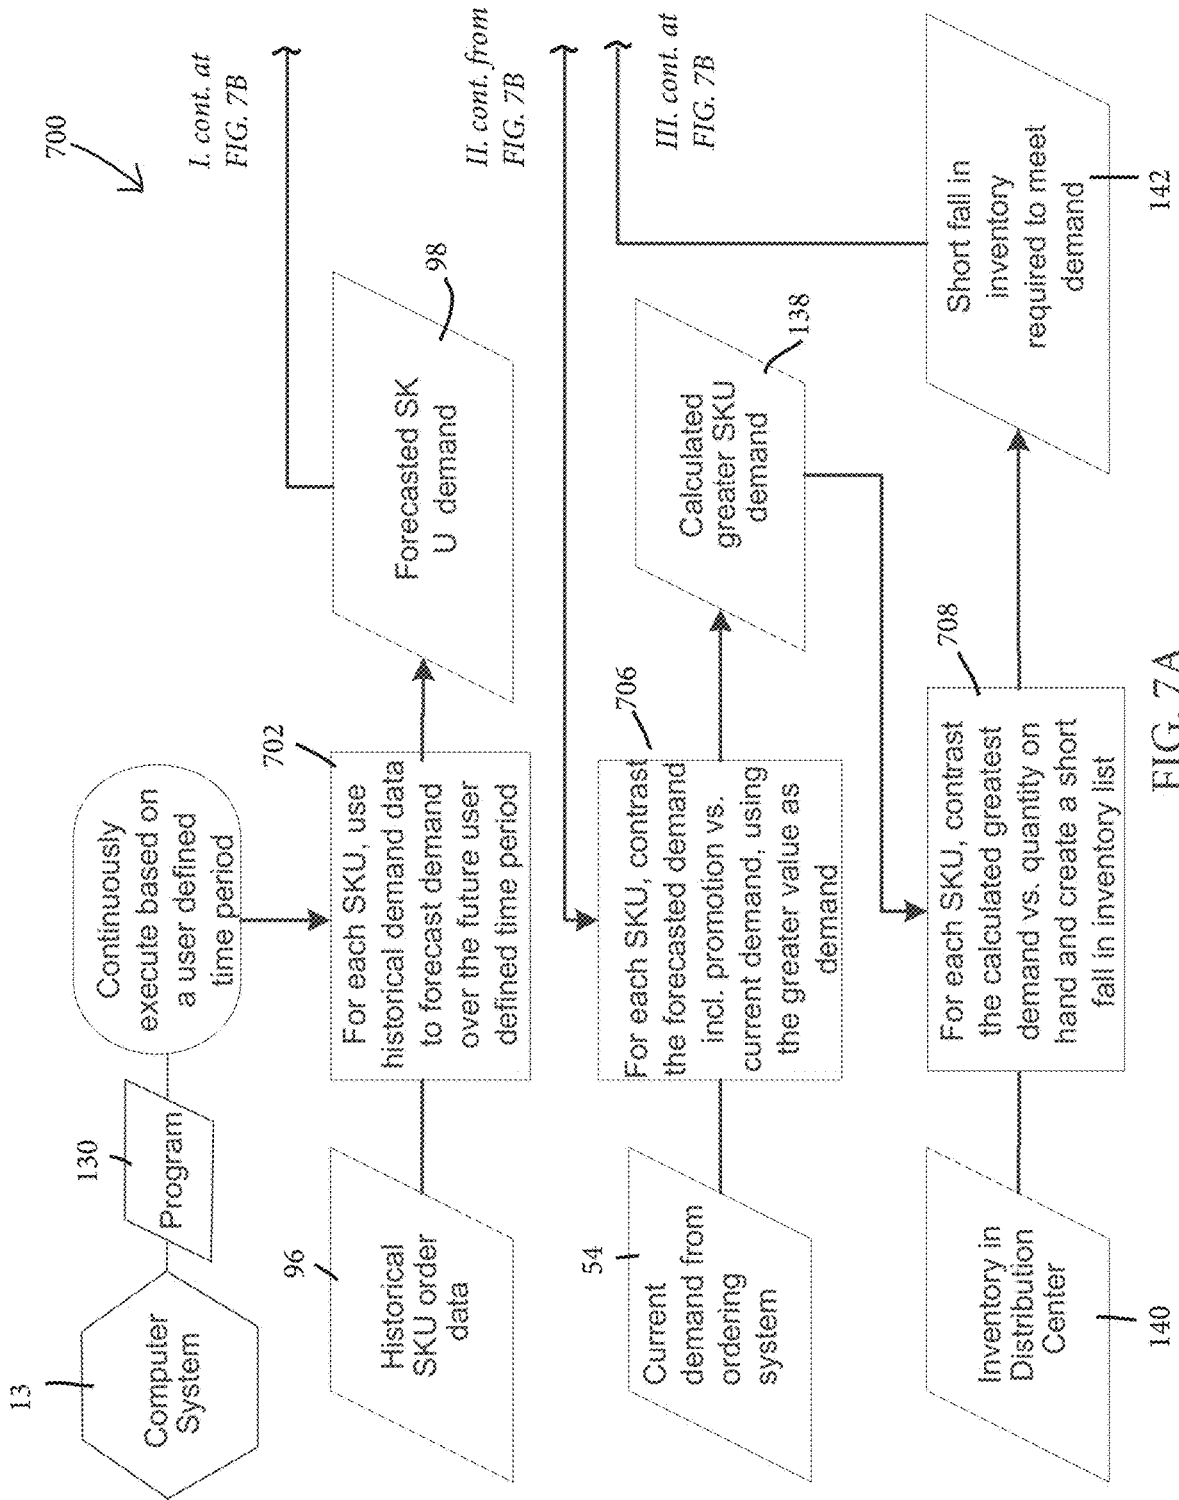 700
13
Computer
System
130
Program
Continuously
execute based on
a user defined
time period
I. cont. at
FIG. 7B
96
Historical
SKU order
data
702
For each SKU, use
historical demand data
to forecast demand
over the future user
defined time period
98
Forecasted SK
U demand
II. cont. from
FIG. 7B
54
Current
demand from
ordering
system
706
For each SKU, contrast
the forecasted demand
incl. promotion vs.
current demand, using
the greater value as
demand
138
Calculated
greater SKU
demand
III. cont. at
FIG. 7B
140
Inventory in
Distribution
Center
708
For each SKU, contrast
the calculated greatest
demand vs. quantity on
hand and create a short
fall in inventory list
142
Short fall in
inventory
required to meet
demand
FIG. 7A